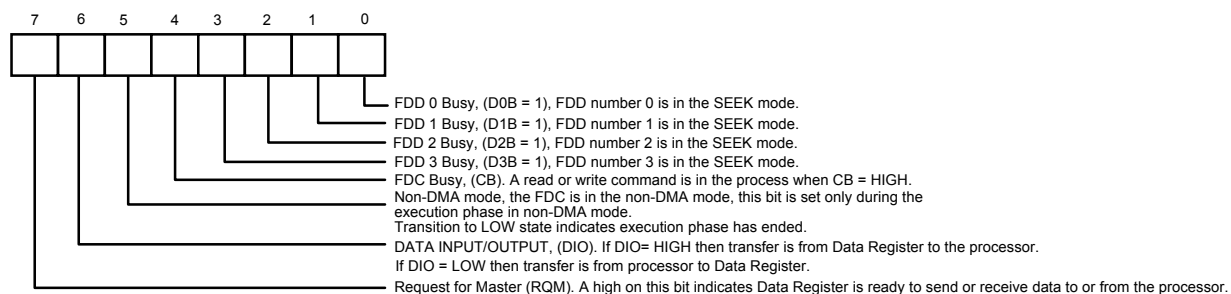 7 6 5 4 3 2 1 0
FDD 0 Busy, (D0B = 1), FDD number 0 is in the SEEK mode.
FDD 1 Busy, (D1B = 1), FDD number 1 is in the SEEK mode.
FDD 2 Busy, (D2B = 1), FDD number 2 is in the SEEK mode.
FDD 3 Busy, (D3B = 1), FDD number 3 is in the SEEK mode.
FDC Busy, (CB). A read or write command is in the process when CB = HIGH.
Non-DMA mode, the FDC is in the non-DMA mode, this bit is set only during the
execution phase in non-DMA mode.
Transition to LOW state indicates execution phase has ended.
DATA INPUT/OUTPUT, (DIO). If DIO= HIGH then transfer is from Data Register to the processor.
If DIO = LOW then transfer is from processor to Data Register.
Request for Master (RQM). A high on this bit indicates Data Register is ready to send or receive data to or from the processor.